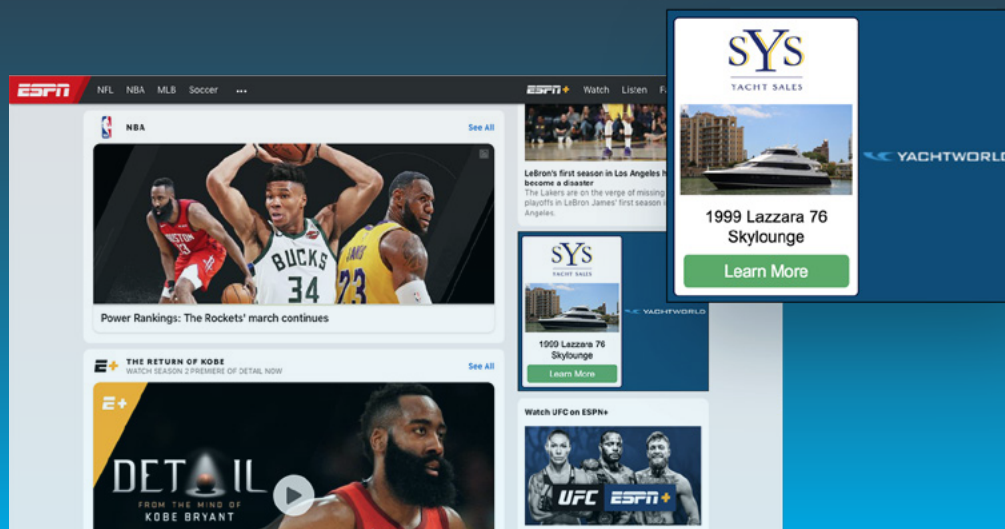 SYS
YACHT SALES
YACHTWORLD
1999 Lazzara 76
Skylounge
Learn More
ESPN
NFL NBA MLB Soccer ...
ESPN+ Watch Listen
NBA
See All
HOUSTON
13
BUCKS
34
23
Power Rankings: The Rockets' march continues
LeBron's first season in Los Angeles
become a disaster
The Lakers are on the verge of missing
playoffs in LeBron James' first season
Angeles.
SYS
YACHT SALES
YACHTWORLD
1999 Lazzara 76
Skylounge
Learn More
E+ THE RETURN OF KOBE
WATCH SEASON 2 PREMIERE OF DETAIL NOW
See All
E+
DETAIL
FROM THE MIND OF
KOBE BRYANT
Watch UFC on ESPN+
UFC ESPN+